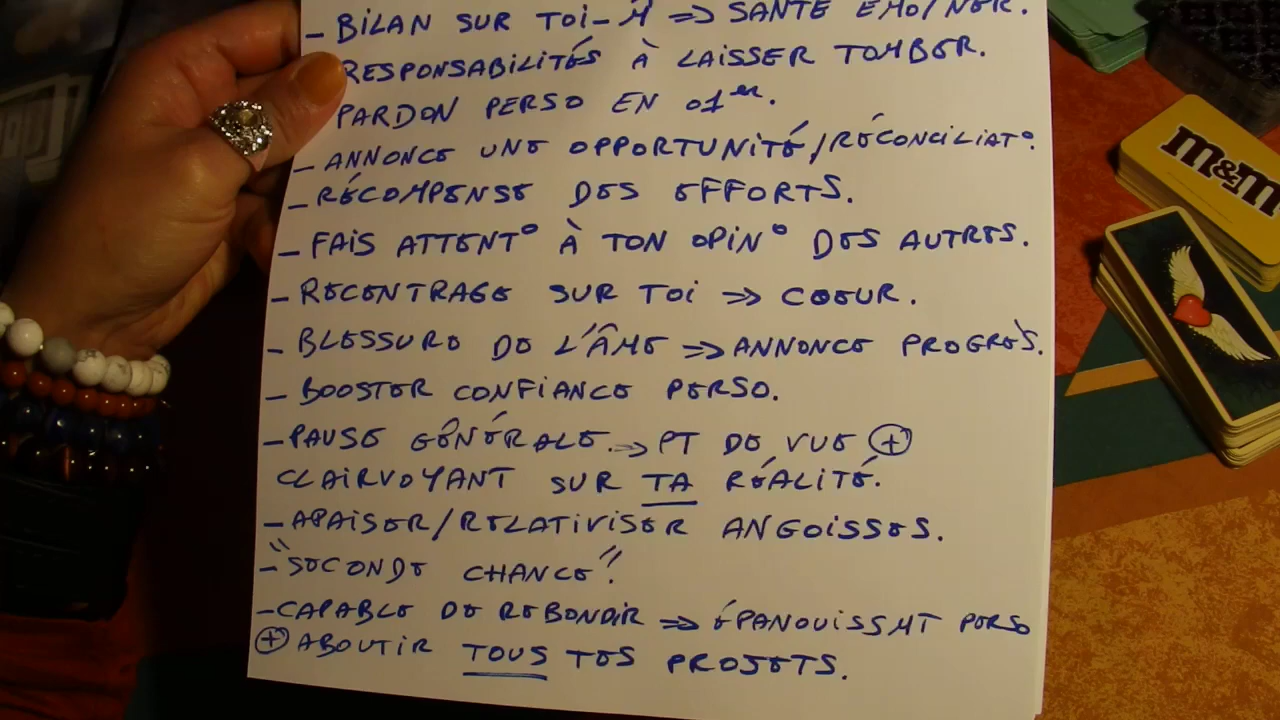 - BILAN SUR TOI-M̂ => SANTÉ ÉMO/NER.
RESPONSABILITÉS À LAISSER TOMBER.
PARDON PERSO EN 01er.
- ANNONCE UNE OPPORTUNITÉ/RÉCONCILIAT°
- RÉCOMPENSE DES EFFORTS.
- FAIS ATTENT° À TON OPIN° DES AUTRES.
- RECENTRAGE SUR TOI => COEUR.
- BLESSURE DE L'ÂME => ANNONCE PROGRÈS.
- BOOSTER CONFIANCE PERSO.
- PAUSE GÉNÉRALE. => PT DE VUE ⊕
CLAIRVOYANT SUR TA RÉALITÉ.
- APAISER/RELATIVISER ANGOISSES.
- "SECONDE CHANCE".
- CAPABLE DE REBONDIR => ÉPANOUISSMT PERSO
⊕ ABOUTIR TOUS TES PROJETS.
M&M